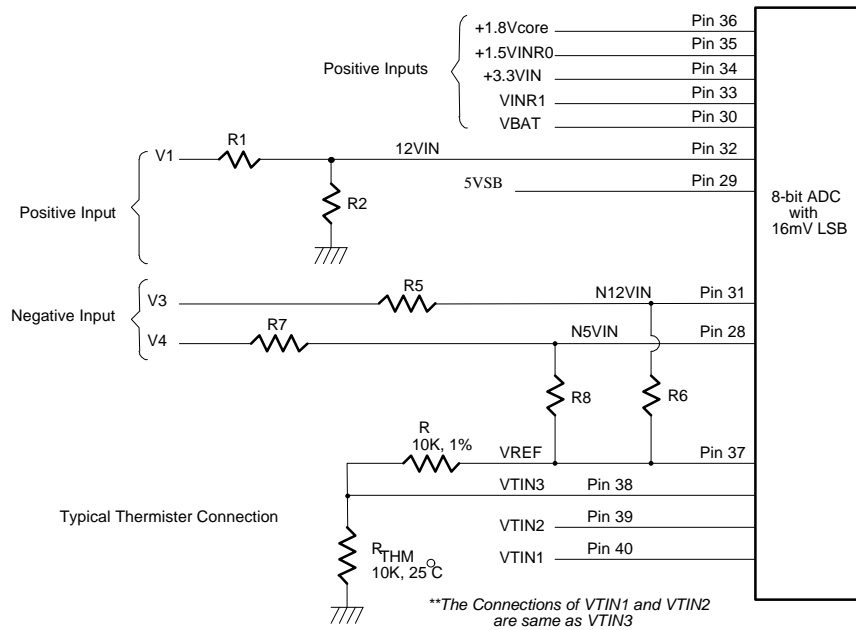 +1.8Vcore Pin 36
+1.5VINR0 Pin 35
Positive Inputs +3.3VIN Pin 34
VINR1 Pin 33
VBAT Pin 30
V1 R1 12VIN Pin 32
5VSB Pin 29
Positive Input R2
8-bit ADC
with
16mV LSB
V3 R5 N12VIN Pin 31
Negative Input
V4 R7 N5VIN Pin 28
R8 R6
R
10K, 1% VREF Pin 37
VTIN3 Pin 38
Typical Thermister Connection
VTIN2 Pin 39
VTIN1 Pin 40
R THM
10K, 25 °C
**The Connections of VTIN1 and VTIN2
are same as VTIN3